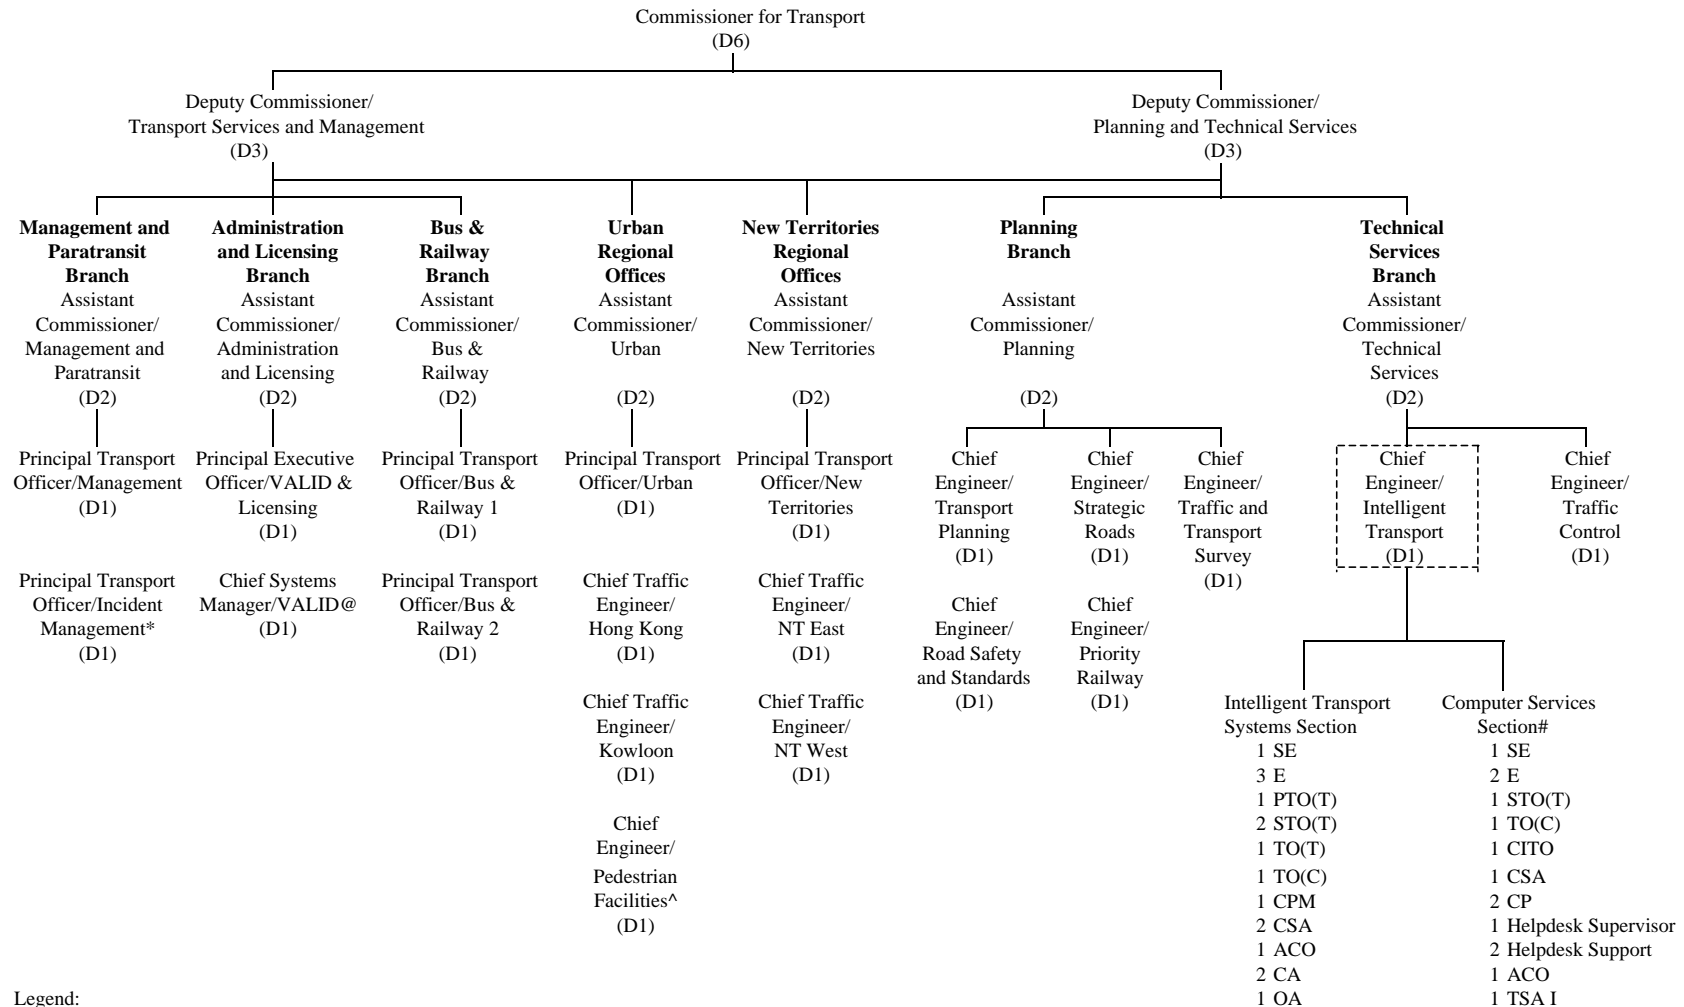 Commissioner for Transport
(D6)
Deputy Commissioner/
Transport Services and Management
(D3)
Deputy Commissioner/
Planning and Technical Services
(D3)
Management and
Paratransit
Branch
Assistant
Commissioner/
Management and
Paratransit
(D2)
Administration
and Licensing
Branch
Assistant
Commissioner/
Administration
and Licensing
(D2)
Bus &
Railway
Branch
Assistant
Commissioner/
Bus &
Railway
(D2)
Urban
Regional
Offices
Assistant
Commissioner/
Urban
(D2)
New Territories
Regional
Offices
Assistant
Commissioner/
New Territories
(D2)
Planning
Branch
Assistant
Commissioner/
Planning
(D2)
Technical
Services
Branch
Assistant
Commissioner/
Technical
Services
(D2)
Principal Transport
Officer/Management
(D1)
Principal Transport
Officer/Incident
Management*
(D1)
Principal Executive
Officer/VALID &
Licensing
(D1)
Chief Systems
Manager/VALID@
(D1)
Principal Transport
Officer/Bus &
Railway 1
(D1)
Principal Transport
Officer/Bus &
Railway 2
(D1)
Principal Transport
Officer/Urban
(D1)
Chief Traffic
Engineer/
Hong Kong
(D1)
Chief Traffic
Engineer/
Kowloon
(D1)
Chief
Engineer/
Pedestrian
Facilities^
(D1)
Principal Transport
Officer/New
Territories
(D1)
Chief Traffic
Engineer/
NT East
(D1)
Chief Traffic
Engineer/
NT West
(D1)
Chief
Engineer/
Transport
Planning
(D1)
Chief
Engineer/
Road Safety
and Standards
(D1)
Chief
Engineer/
Strategic
Roads
(D1)
Chief
Engineer/
Priority
Railway
(D1)
Chief
Engineer/
Traffic and
Transport
Survey
(D1)
Chief
Engineer/
Intelligent
Transport
(D1)
Chief
Engineer/
Traffic
Control
(D1)
Intelligent Transport
Systems Section
1 SE
3 E
1 PTO(T)
2 STO(T)
1 TO(T)
1 TO(C)
1 CPM
2 CSA
1 ACO
2 CA
1 OA
Computer Services
Section#
1 SE
2 E
1 STO(T)
1 TO(C)
1 CITO
1 CSA
2 CP
1 Helpdesk Supervisor
2 Helpdesk Support
1 ACO
1 TSA I
Legend: